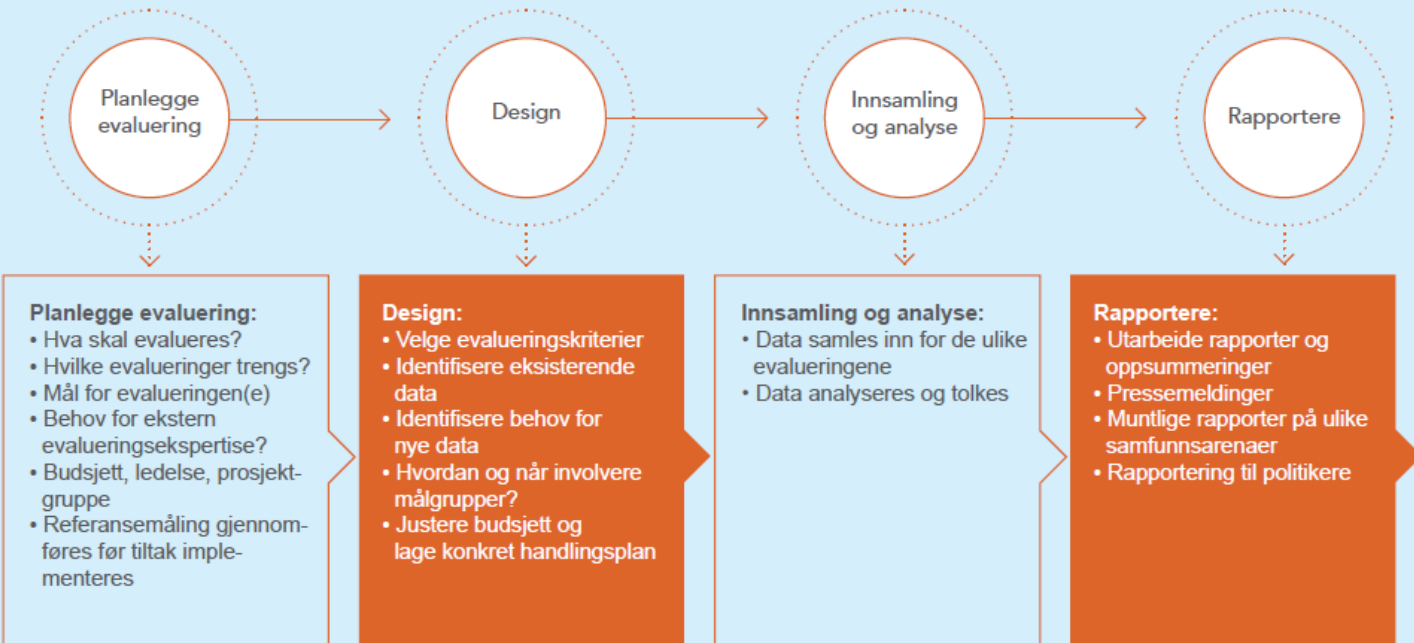 Planlegge
evaluering
Design
Innsamling
og analyse
Rapportere
Planlegge evaluering:
• Hva skal evalueres?
• Hvilke evalueringer trengs?
• Mål for evalueringen(e)
• Behov for ekstern
evalueringsekspertise?
• Budsjett, ledelse, prosjekt-
gruppe
• Referansemåling gjennom-
føres før tiltak imple-
menteres
Design:
• Velge evalueringskriterier
• Identifisere eksisterende
data
• Identifisere behov for
nye data
• Hvordan og når involvere
målgrupper?
• Justere budsjett og
lage konkret handlingsplan
Innsamling og analyse:
• Data samles inn for de ulike
evalueringene
• Data analyseres og tolkes
Rapportere:
• Utarbeide rapporter og
oppsummeringer
• Pressemeldinger
• Muntlige rapporter på ulike
samfunnsarenaer
• Rapportering til politikere